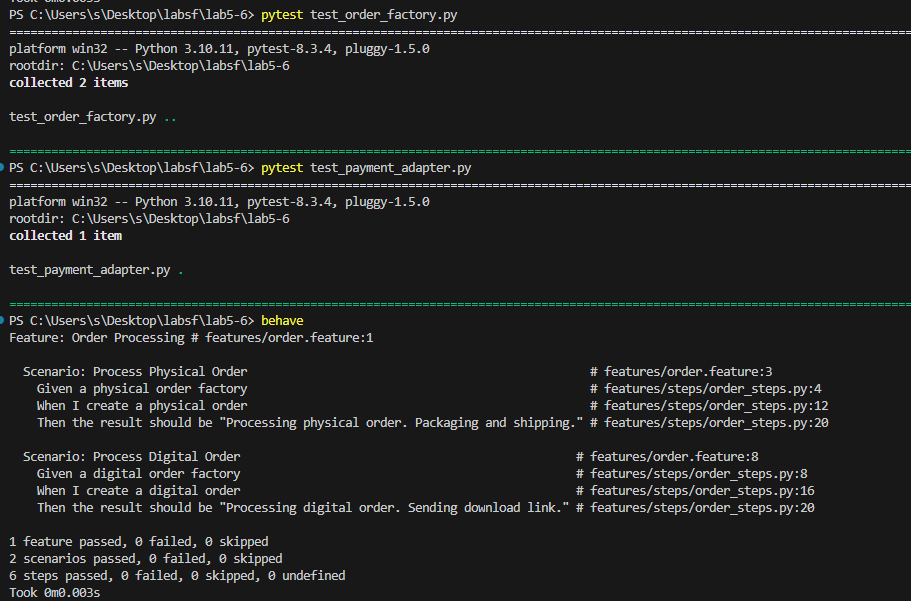 PS C:\Users\s\Desktop\labsf\lab5-6> pytest test_order_factory.py
platform win32 -- Python 3.10.11, pytest-8.3.4, pluggy-1.5.0
rootdir: C:\Users\s\Desktop\labsf\lab5-6
collected 2 items
test_order_factory.py ..
PS C:\Users\s\Desktop\labsf\lab5-6> pytest test_payment_adapter.py
platform win32 -- Python 3.10.11, pytest-8.3.4, pluggy-1.5.0
rootdir: C:\Users\s\Desktop\labsf\lab5-6
collected 1 item
test_payment_adapter.py .
PS C:\Users\s\Desktop\labsf\lab5-6> behave
Feature: Order Processing # features/order.feature:1
Scenario: Process Physical Order # features/order.feature:3
Given a physical order factory # features/steps/order_steps.py:4
When I create a physical order # features/steps/order_steps.py:12
Then the result should be "Processing physical order. Packaging and shipping." # features/steps/order_steps.py:20
Scenario: Process Digital Order # features/order.feature:8
Given a digital order factory # features/steps/order_steps.py:8
When I create a digital order # features/steps/order_steps.py:16
Then the result should be "Processing digital order. Sending download link." # features/steps/order_steps.py:20
1 feature passed, 0 failed, 0 skipped
2 scenarios passed, 0 failed, 0 skipped
6 steps passed, 0 failed, 0 skipped, 0 undefined
Took 0m0.003s